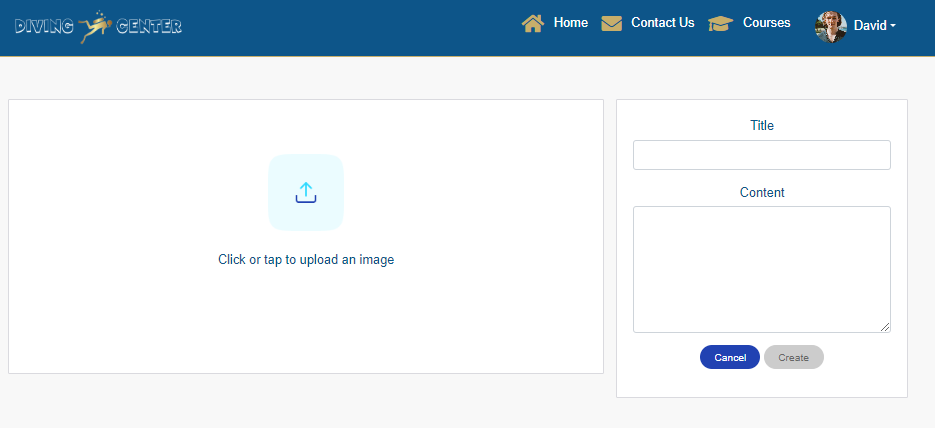 DIVING CENTER
Home
Contact Us
Courses
David
Click or tap to upload an image
Title
Content
Cancel
Create